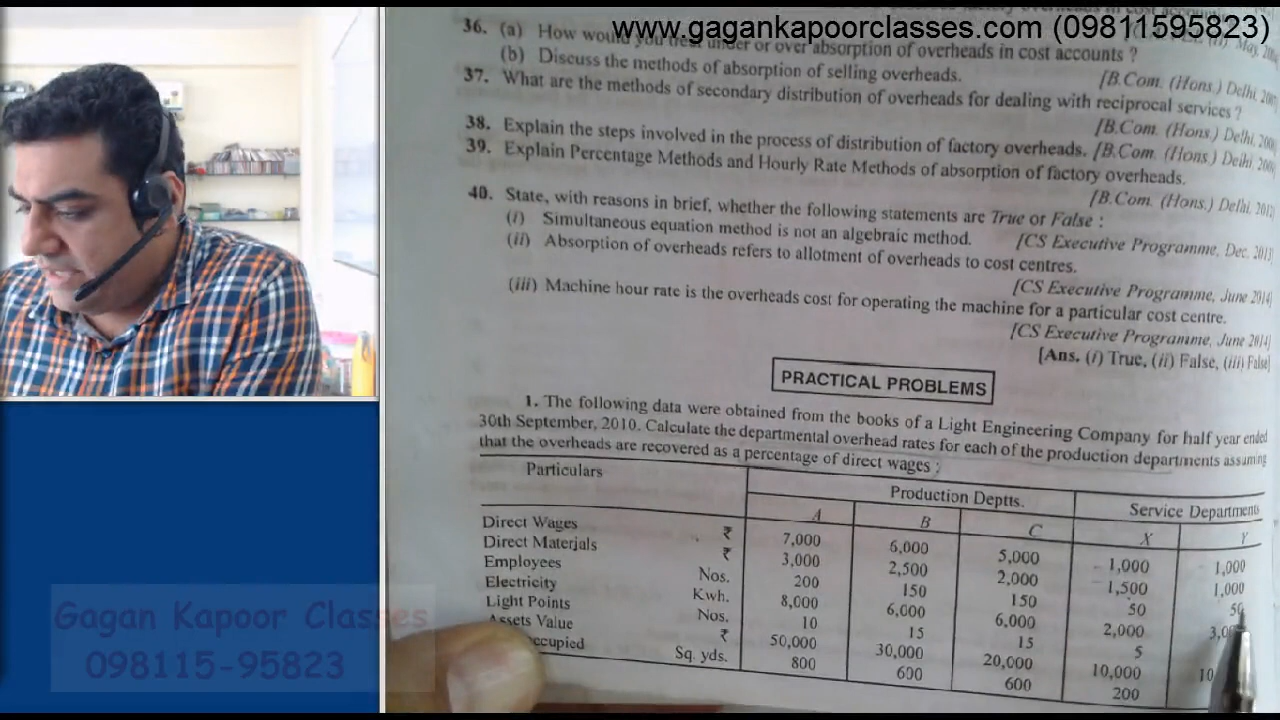 www.gagankapoorclasses.com (09811595823)
36. (a) How would you treat under or over absorption of overheads in cost accounts ?
(b) Discuss the methods of absorption of selling overheads. [B.Com. (Hons.) Delhi,
37. What are the methods of secondary distribution of overheads for dealing with reciprocal services ?
[B.Com. (Hons.) Delhi,
38. Explain the steps involved in the process of distribution of factory overheads. [B.Com. (Hons.) Delhi
39. Explain Percentage Methods and Hourly Rate Methods of absorption of factory overheads.
[B.Com. (Hons.) Delhi, 2012
40. State, with reasons in brief, whether the following statements are True or False :
(i) Simultaneous equation method is not an algebraic method. [CS Executive Programme, Dec. 2013]
(ii) Absorption of overheads refers to allotment of overheads to cost centres.
[CS Executive Programme, June 2014]
(iii) Machine hour rate is the overheads cost for operating the machine for a particular cost centre.
[CS Executive Programme, June 2014]
[Ans. (i) True, (ii) False, (iii) False]
PRACTICAL PROBLEMS
1. The following data were obtained from the books of a Light Engineering Company for half year ended
30th September, 2010. Calculate the departmental overhead rates for each of the production departments assuming
that the overheads are recovered as a percentage of direct wages :
Particulars Production Deptts. Service Departments
A B C X Y
Direct Wages ₹ 7,000 6,000 5,000 1,000 1,000
Direct Materials ₹ 3,000 2,500 2,000 1,500 1,000
Employees Nos. 200 150 150 50 50
Electricity Kwh. 8,000 6,000 6,000 2,000
Light Points Nos. 10 15 15 5
Assets Value ₹ 50,000 30,000 20,000 10,000 10
occupied Sq. yds. 800 600 600 200
Gagan Kapoor Classes
098115-95823